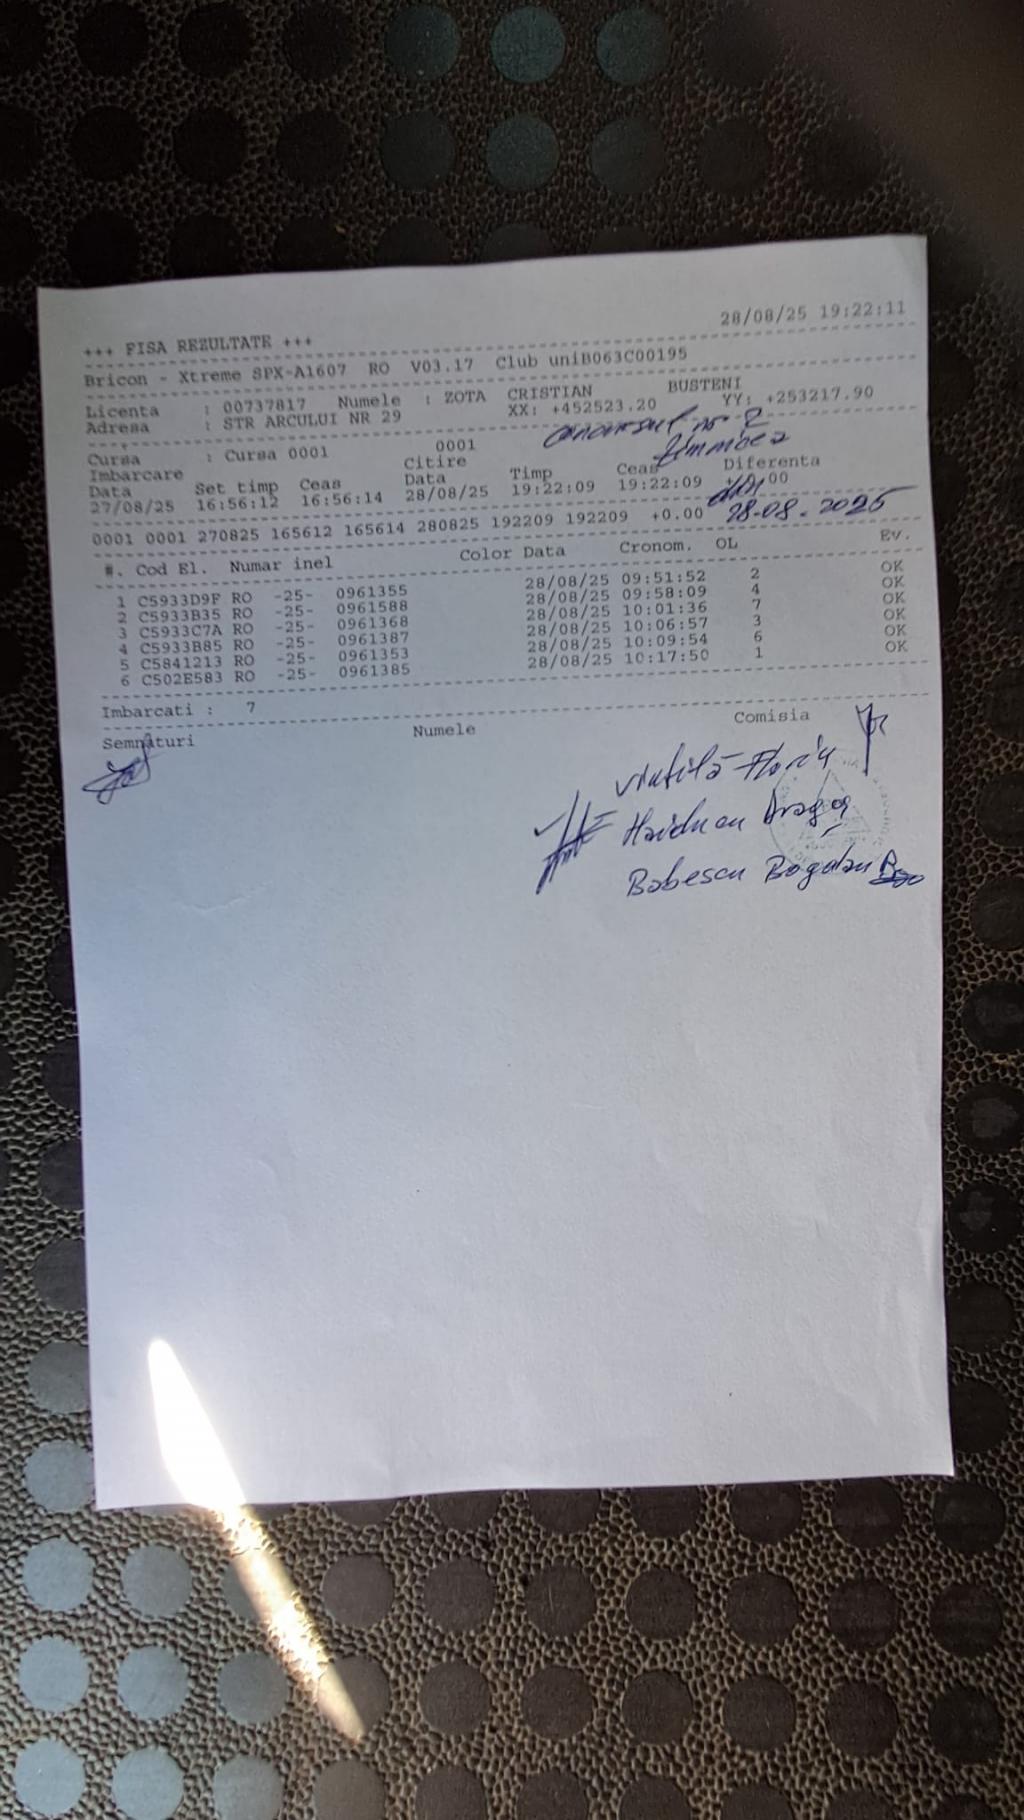 28/08/25 19:22:11
+++ FISA REZULTATE +++
Bricon - Xtreme SPX-A1607 RO V03.17 Club uniB063C00195
Licenta : 00737817 Numele : ZOTA CRISTIAN BUSTENI
Adresa : STR ARCULUI NR 29 XX: +452523.20 YY: +253217.90
concursul nr 2
Cursa : Cursa 0001 0001
Imbarcare Citire
Data Set timp Ceas Data Timp Ceas Diferenta
27/08/25 16:56:12 16:56:14 28/08/25 19:22:09 19:22:09 00
din
28-08-2025
0001 0001 270825 165612 165614 280825 192209 192209 +0.00
#. Cod El. Numar inel Color Data Cronom. OL Ev.
1 C5933D9F RO -25- 0961355 28/08/25 09:51:52 2 OK
2 C5933B35 RO -25- 0961588 28/08/25 09:58:09 4 OK
3 C5933C7A RO -25- 0961368 28/08/25 10:01:36 7 OK
4 C5933B85 RO -25- 0961387 28/08/25 10:06:57 3 OK
5 C5841213 RO -25- 0961353 28/08/25 10:09:54 6 OK
6 C502E583 RO -25- 0961385 28/08/25 10:17:50 1 OK
Imbarcati : 7
Semnaturi Numele Comisia
Florin
Haiducu Dragoș
Babescu Bogdan